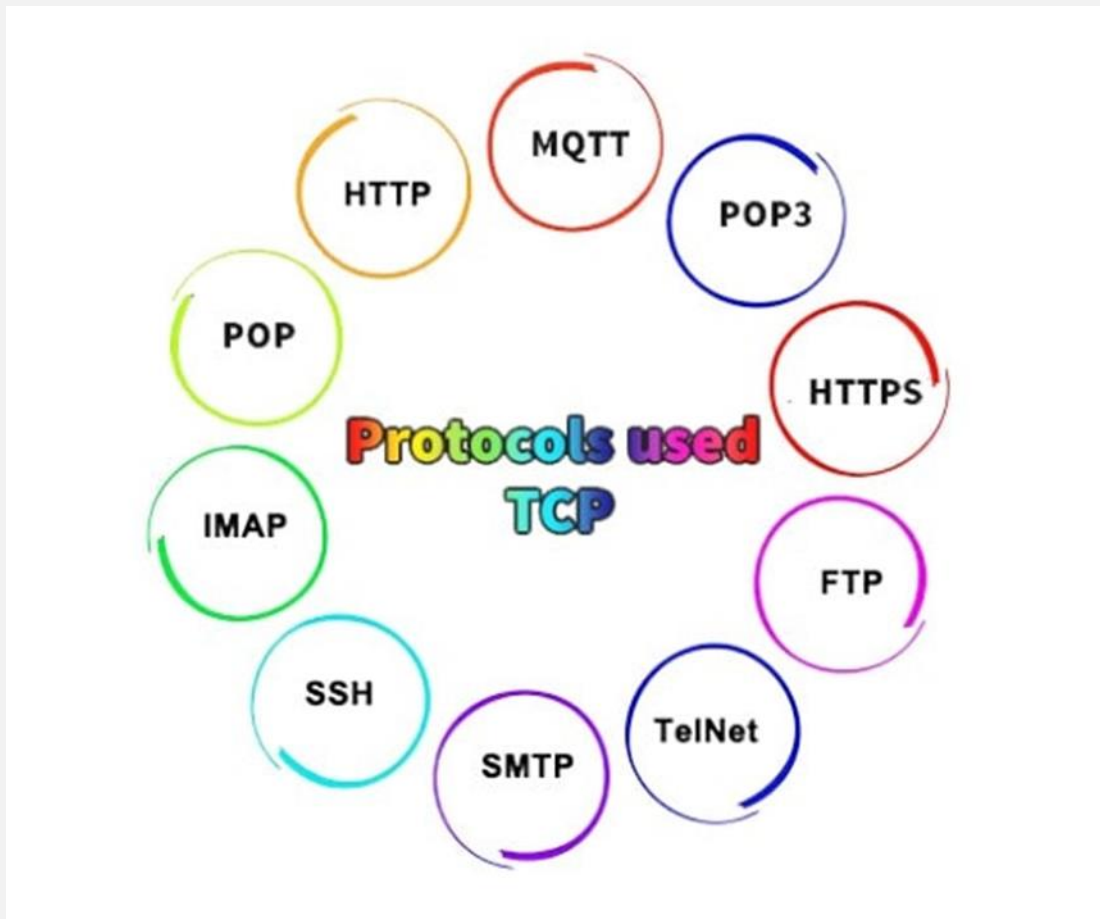 MQTT
HTTP
POP3
POP
HTTPS
Protocols used
TCP
IMAP
FTP
SSH
TelNet
SMTP